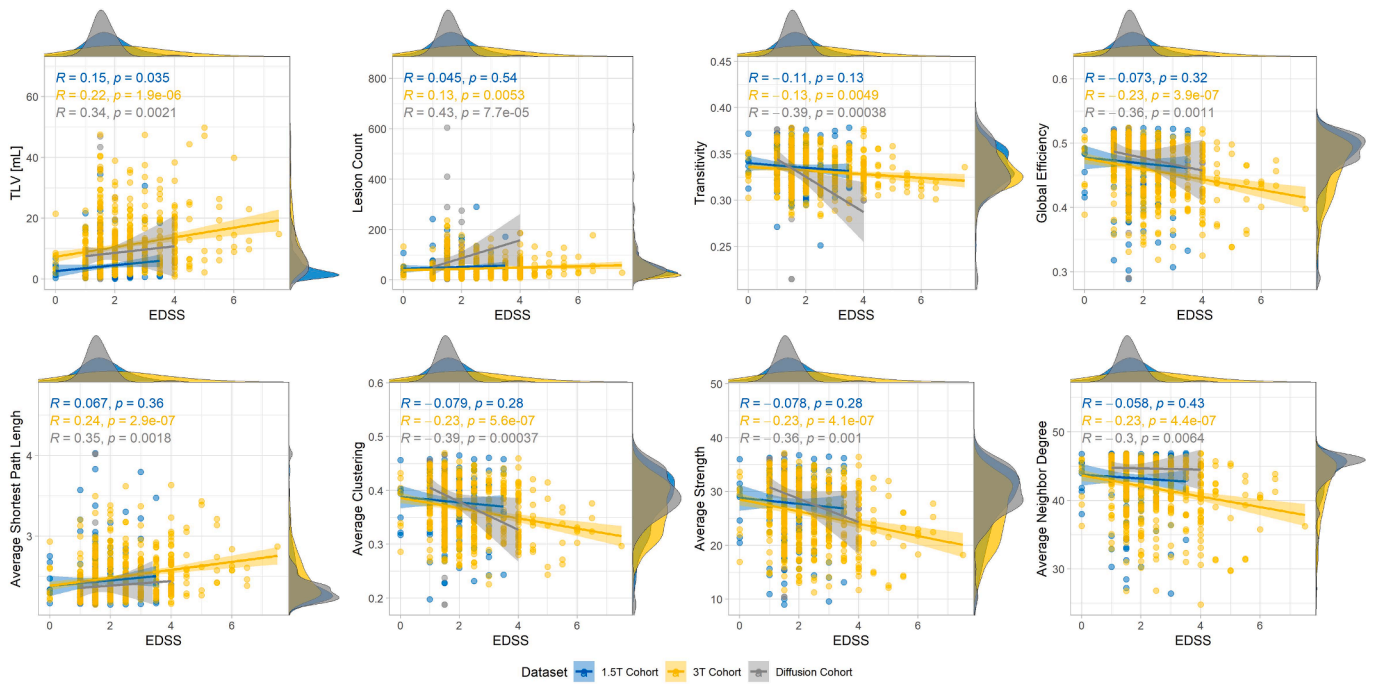 R = 0.15, p = 0.035
R = 0.22, p = 1.9e-06
R = 0.34, p = 0.0021
TLV [mL]
60
40
20
0
0 2 4 6
EDSS
R = 0.045, p = 0.54
R = 0.13, p = 0.0053
R = 0.43, p = 7.7e-05
Lesion Count
800
600
400
200
0
0 2 4 6
EDSS
R = −0.11, p = 0.13
R = −0.13, p = 0.0049
R = −0.39, p = 0.00038
Transitivity
0.45
0.40
0.35
0.30
0.25
0 2 4 6
EDSS
R = −0.073, p = 0.32
R = −0.23, p = 3.9e-07
R = −0.36, p = 0.0011
Global Efficiency
0.6
0.5
0.4
0.3
0 2 4 6
EDSS
R = 0.067, p = 0.36
R = 0.24, p = 2.9e-07
R = 0.35, p = 0.0018
Average Shortest Path Lengh
4
3
0 2 4 6
EDSS
R = −0.079, p = 0.28
R = −0.23, p = 5.6e-07
R = −0.39, p = 0.00037
Average Clustering
0.6
0.5
0.4
0.3
0.2
0 2 4 6
EDSS
R = −0.078, p = 0.28
R = −0.23, p = 4.1e-07
R = −0.36, p = 0.001
Average Strength
50
40
30
20
10
0 2 4 6
EDSS
R = −0.058, p = 0.43
R = −0.23, p = 4.4e-07
R = −0.3, p = 0.0064
Average Neighbor Degree
50
40
30
0 2 4 6
EDSS
Dataset 1.5T Cohort 3T Cohort Diffusion Cohort